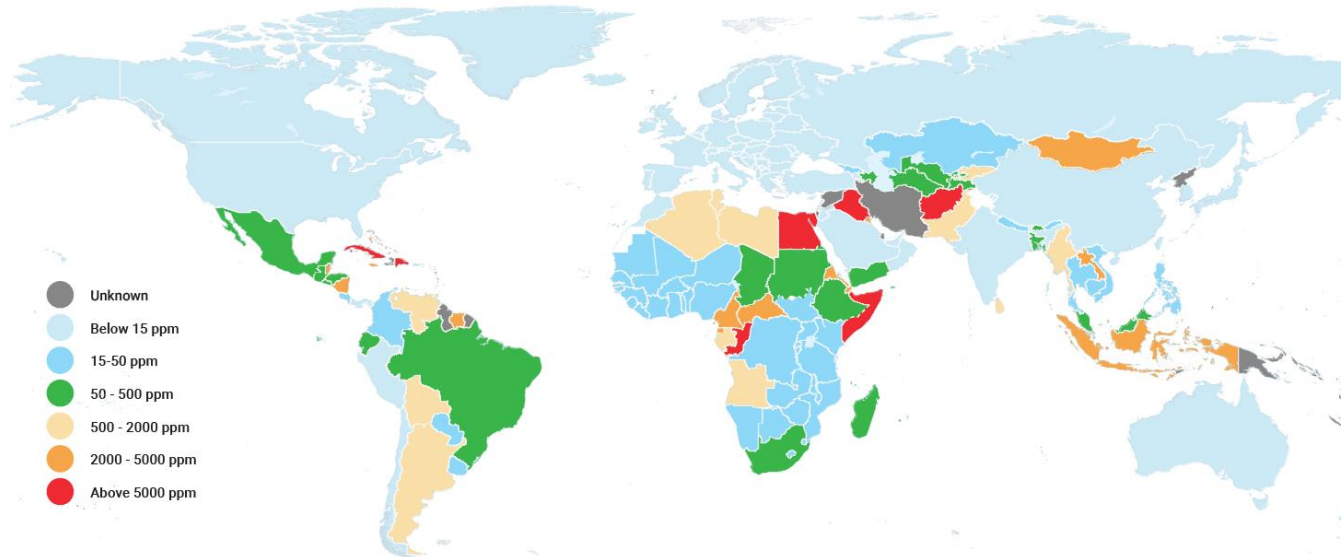 Unknown
Below 15 ppm
15-50 ppm
50 - 500 ppm
500 - 2000 ppm
2000 - 5000 ppm
Above 5000 ppm